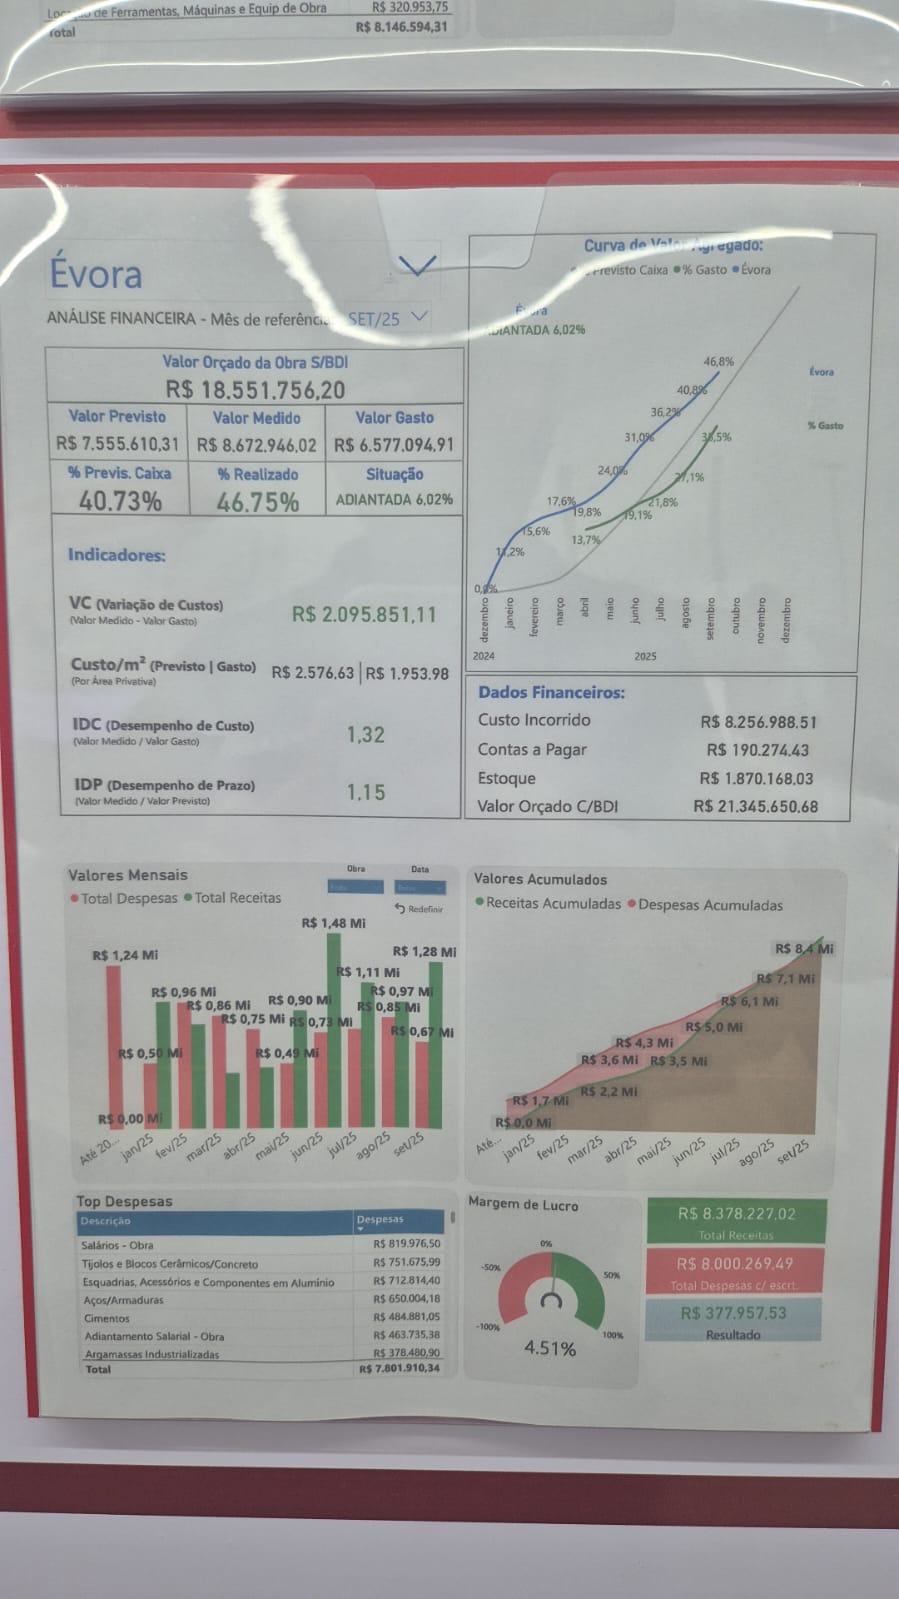 de Ferramentas, Máquinas e Equip de Obra R$ 320.953,75
Total R$ 8.146.594,31
Évora
ANÁLISE FINANCEIRA - Mês de referência SET/25
Valor Orçado da Obra S/BDI
R$ 18.551.756,20
Valor Previsto Valor Medido Valor Gasto
R$ 7.555.610,31 R$ 8.672.946,02 R$ 6.577.094,91
% Previs. Caixa % Realizado Situação
40.73% 46.75% ADIANTADA 6,02%
Indicadores:
VC (Variação de Custos) R$ 2.095.851,11
(Valor Medido - Valor Gasto)
Custo/m² (Previsto | Gasto) R$ 2.576,63 | R$ 1.953.98
(Por Área Privativa)
IDC (Desempenho de Custo) 1,32
(Valor Medido / Valor Gasto)
IDP (Desempenho de Prazo) 1.15
(Valor Medido / Valor Previsto)
Curva de Valor Agregado:
Previsto Caixa % Gasto Évora
Évora
ADIANTADA 6,02%
46,8%
40,8%
36,2%
31,0%
24,0%
17,6%
15,6%
11,2%
0,0%
38,5%
27,1%
21,8%
19,1%
19,8%
13,7%
Évora
% Gasto
dezembro janeiro fevereiro março abril maio junho julho agosto setembro outubro novembro dezembro
2024 2025
Dados Financeiros:
Custo Incorrido R$ 8.256.988.51
Contas a Pagar R$ 190.274.43
Estoque R$ 1.870.168,03
Valor Orçado C/BDI R$ 21.345.650,68
Valores Mensais
Obra Data
Total Despesas Total Receitas
Redefinir
R$ 1,48 Mi
R$ 1,24 Mi R$ 1,28 Mi
R$ 1,11 Mi
R$ 0,96 Mi R$ 0,90 Mi R$ 0,97 Mi
R$ 0,86 Mi R$ 0,85 Mi
R$ 0,75 Mi R$ 0,73 Mi
R$ 0,67 Mi
R$ 0,50 Mi R$ 0,49 Mi
R$ 0,00 Mi
Até 20... jan/25 fev/25 mar/25 abr/25 mai/25 jun/25 jul/25 ago/25 set/25
Valores Acumulados
Receitas Acumuladas Despesas Acumuladas
R$ 8,4 Mi
R$ 7,1 Mi
R$ 6,1 Mi
R$ 5,0 Mi
R$ 4,3 Mi
R$ 3,6 Mi R$ 3,5 Mi
R$ 2,2 Mi
R$ 1,7 Mi
R$ 0,0 Mi
Até... jan/25 fev/25 mar/25 abr/25 mai/25 jun/25 jul/25 ago/25 set/25
Top Despesas
Descrição Despesas
Salários - Obra R$ 819.976,50
Tijolos e Blocos Cerâmicos/Concreto R$ 751.675,99
Esquadrias, Acessórios e Componentes em Alumínio R$ 712.814,40
Aços/Armaduras R$ 650.004,18
Cimentos R$ 484.881,05
Adiantamento Salarial - Obra R$ 463.735,38
Argamassas Industrializadas R$ 378.480,90
Total R$ 7.801.910,34
Margem de Lucro
0%
-50% 50%
-100% 100%
4.51%
R$ 8.378.227,02
Total Receitas
R$ 8.000.269,49
Total Despesas c/ escrt.
R$ 377.957,53
Resultado